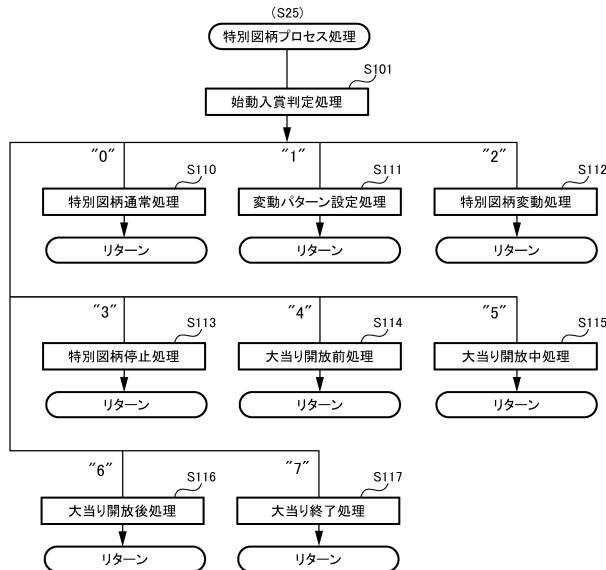 (S25)
特別図柄プロセス処理
S101
始動入賞判定処理
"0"
"1"
"2"
S110
S111
S112
特別図柄通常処理
変動パターン設定処理
特別図柄変動処理
リターン
リターン
リターン
"3"
"4"
"5"
S113
S114
S115
特別図柄停止処理
大当り開放前処理
大当り開放中処理
リターン
リターン
リターン
"6"
"7"
S116
S117
大当り開放後処理
大当り終了処理
リターン
リターン